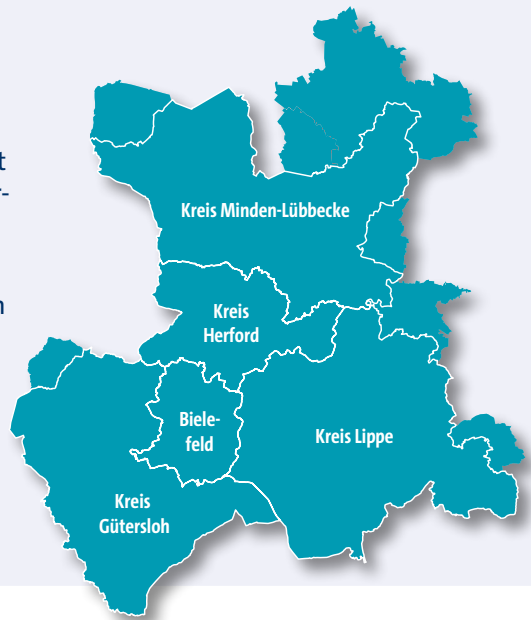 t
r-
n
Kreis Minden-Lübbecke
Kreis
Herford
Biele-
feld
Kreis Lippe
Kreis
Gütersloh